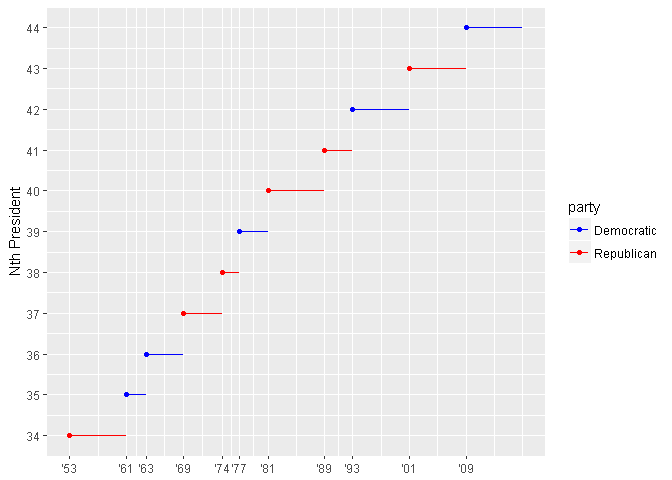 44
43
42
41
40
39
38
37
36
35
34
Nth President
'53 '61 '63 '69 '74 '77 '81 '89 '93 '01 '09
party
Democratic
Republican